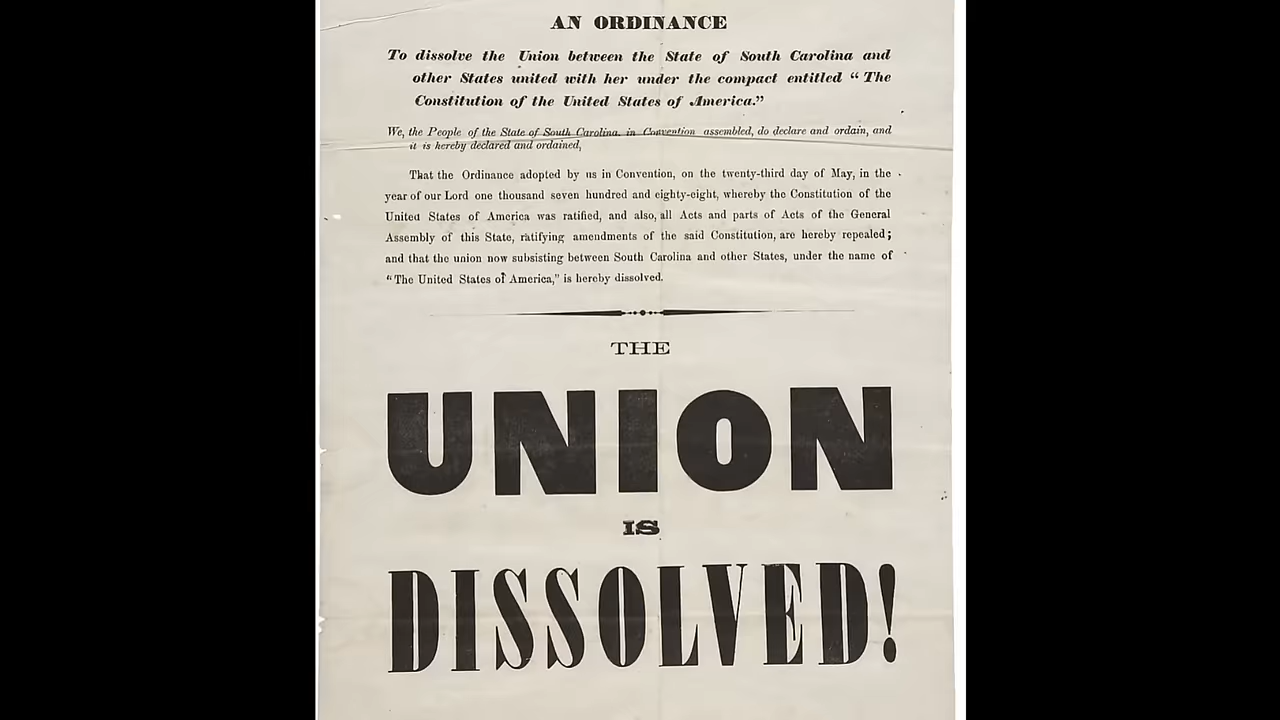 AN ORDINANCE
To dissolve the Union between the State of South Carolina and
other States united with her under the compact entitled “The
Constitution of the United States of America.”
We, the People of the State of South Carolina, in Convention assembled, do declare and ordain, and
it is hereby declared and ordained,
That the Ordinance adopted by us in Convention, on the twenty-third day of May, in the
year of our Lord one thousand seven hundred and eighty-eight, whereby the Constitution of the
United States of America was ratified, and also, all Acts and parts of Acts of the General
Assembly of this State, ratifying amendments of the said Constitution, are hereby repealed;
and that the union now subsisting between South Carolina and other States, under the name of
“The United States of America,” is hereby dissolved.
THE
UNION
IS
DISSOLVED!